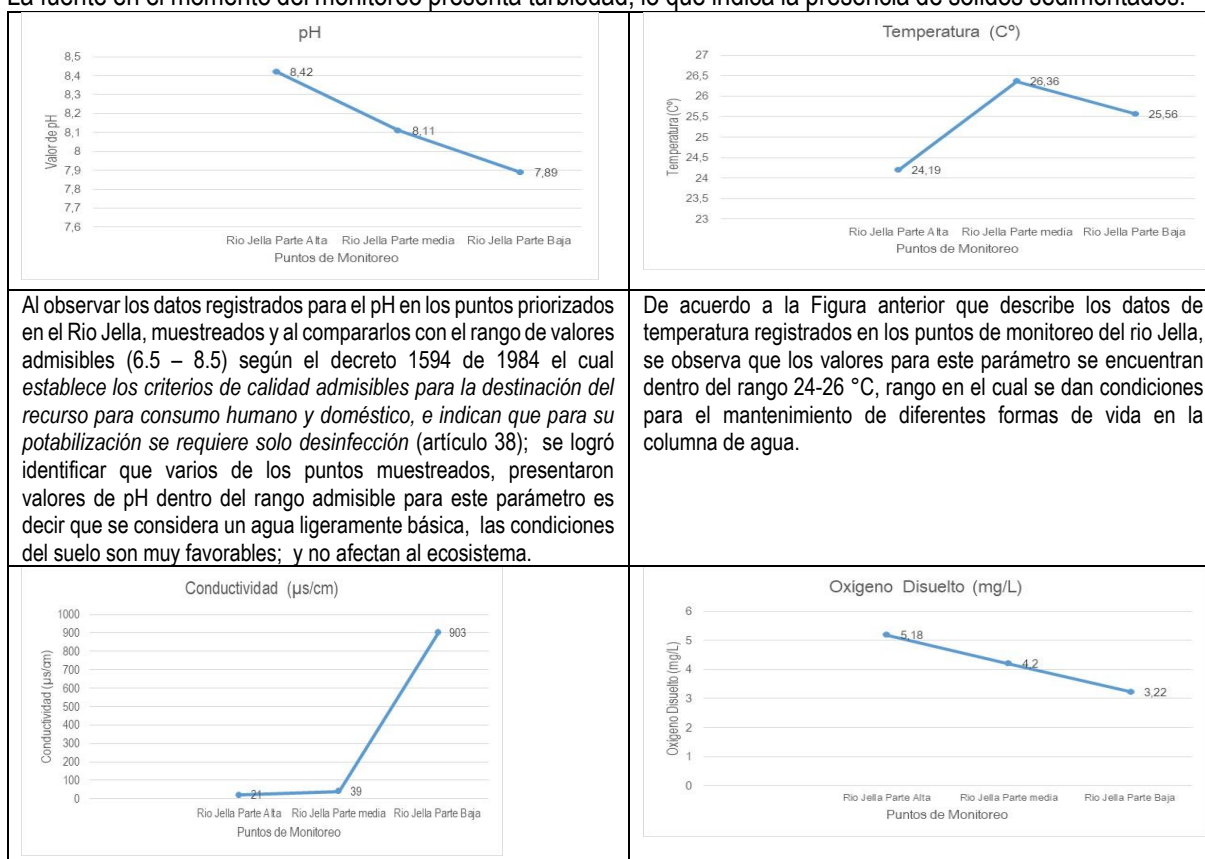 La fuente en el momento del monitoreo presenta turbiedad, lo que indica la presencia de sólidos sedimentados.
pH
8,5
8,4
8,3
8,2
8,1
8
7,9
7,8
7,7
7,6
Valor de pH
8,42
8,11
7,89
Rio Jella Parte Alta Rio Jella Parte media Rio Jella Parte Baja
Puntos de Monitoreo
Temperatura (Cº)
27
26,5
26
25,5
25
24,5
24
23,5
23
Temperatura (Cº)
24,19
26,36
25,56
Rio Jella Parte Alta Rio Jella Parte media Rio Jella Parte Baja
Puntos de Monitoreo
Al observar los datos registrados para el pH en los puntos priorizados
en el Rio Jella, muestreados y al compararlos con el rango de valores
admisibles (6.5 – 8.5) según el decreto 1594 de 1984 el cual
establece los criterios de calidad admisibles para la destinación del
recurso para consumo humano y doméstico, e indican que para su
potabilización se requiere solo desinfección (artículo 38); se logró
identificar que varios de los puntos muestreados, presentaron
valores de pH dentro del rango admisible para este parámetro es
decir que se considera un agua ligeramente básica, las condiciones
del suelo son muy favorables; y no afectan al ecosistema.
De acuerdo a la Figura anterior que describe los datos de
temperatura registrados en los puntos de monitoreo del rio Jella,
se observa que los valores para este parámetro se encuentran
dentro del rango 24-26 °C, rango en el cual se dan condiciones
para el mantenimiento de diferentes formas de vida en la
columna de agua.
Conductividad (µs/cm)
1000
900
800
700
600
500
400
300
200
100
0
Conductividad (µs/cm)
21
39
903
Rio Jella Parte Alta Rio Jella Parte media Rio Jella Parte Baja
Puntos de Monitoreo
Oxígeno Disuelto (mg/L)
6
5
4
3
2
1
0
Oxígeno Disuelto (mg/L)
5,18
4,2
3,22
Rio Jella Parte Alta Rio Jella Parte media Rio Jella Parte Baja
Puntos de Monitoreo